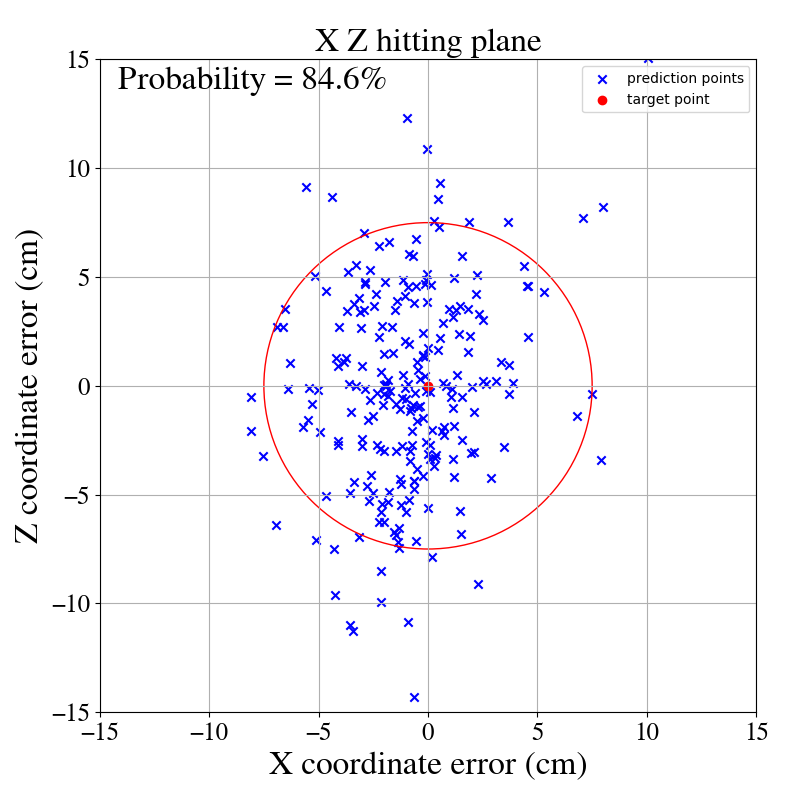 X Z hitting plane
Probability = 84.6%
prediction points
target point
15
10
5
0
−5
−10
−15
Z coordinate error (cm)
−15 −10 −5 0 5 10 15
X coordinate error (cm)